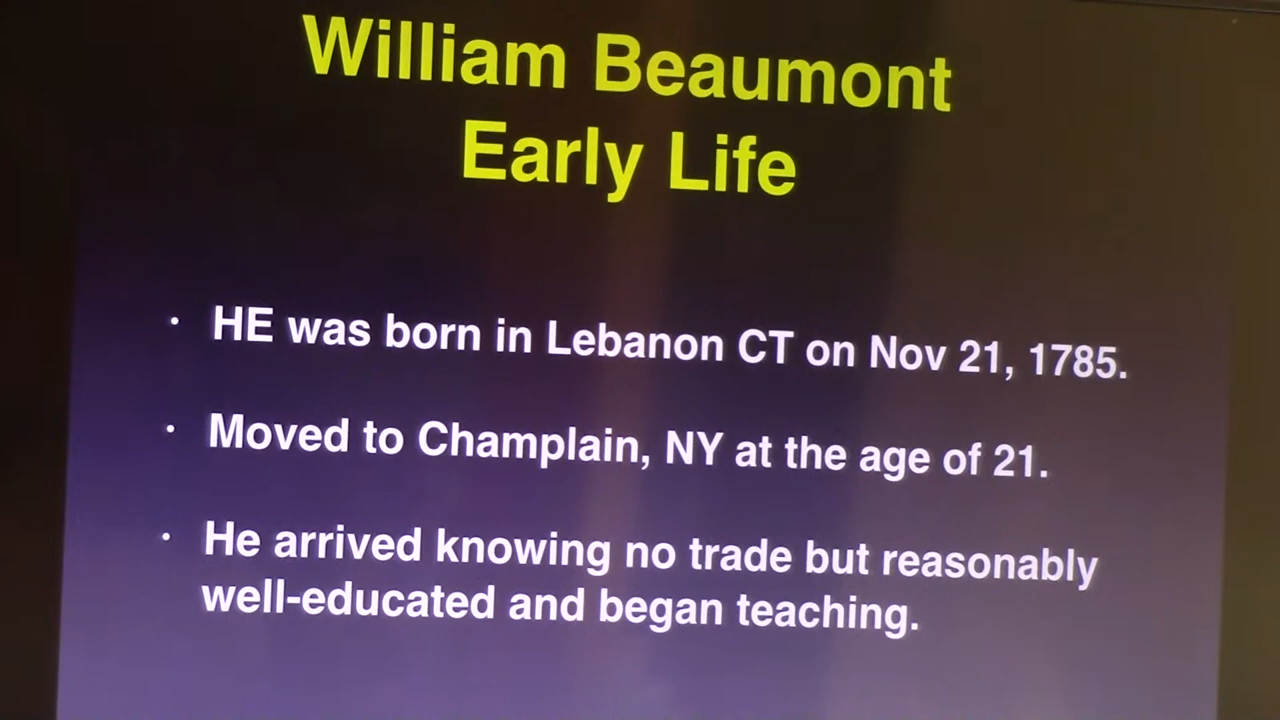 William Beaumont
Early Life
· HE was born in Lebanon CT on Nov 21, 1785.
· Moved to Champlain, NY at the age of 21.
· He arrived knowing no trade but reasonably
well-educated and began teaching.